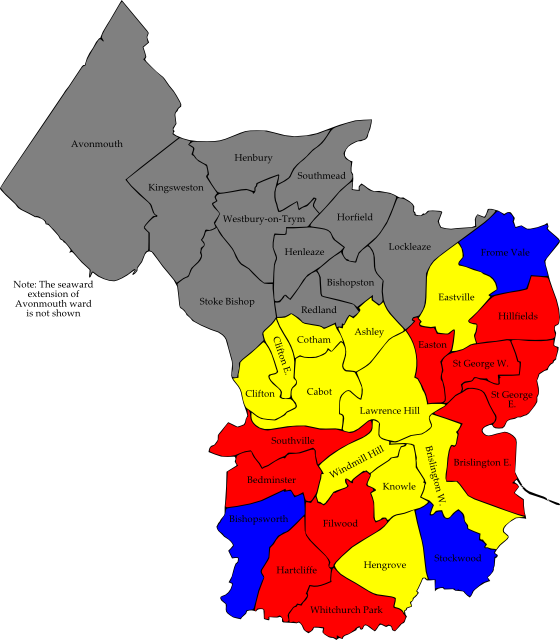 Avonmouth
Henbury
Southmead
Kingsweston
Westbury-on-Trym
Horfield
Lockleaze
Henleaze
Frome Vale
Note: The seaward
extension of
Avonmouth ward
is not shown
Bishopston
Stoke Bishop
Eastville
Redland
Hillfields
Ashley
Cotham
Easton
Clifton E.
St George W.
Clifton
Cabot
St George
E.
Lawrence Hill
Southville
Windmill Hill
Brislington W.
Brislington E.
Bedminster
Knowle
Bishopsworth
Filwood
Stockwood
Hengrove
Hartcliffe
Whitchurch Park